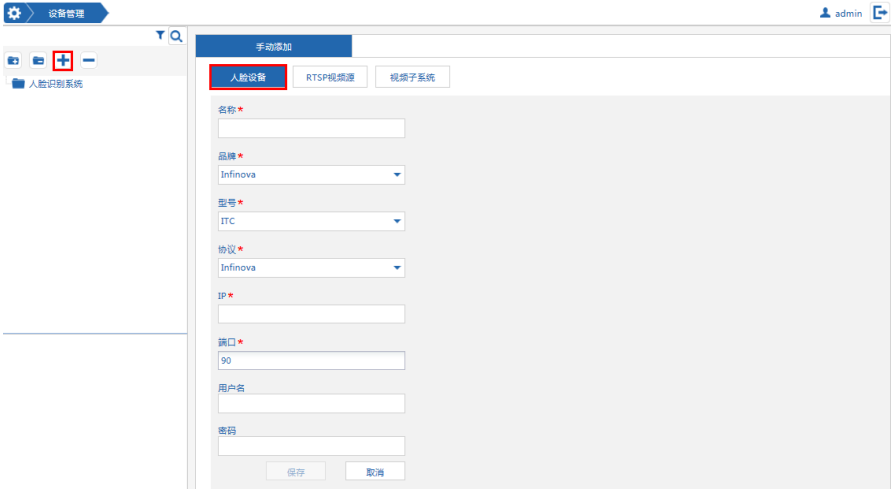 设备管理
admin
人脸识别系统
手动添加
人脸设备
RTSP视频源
视频子系统
名称*
品牌*
Infinova
型号*
ITC
协议*
Infinova
IP*
端口*
90
用户名
密码
保存
取消